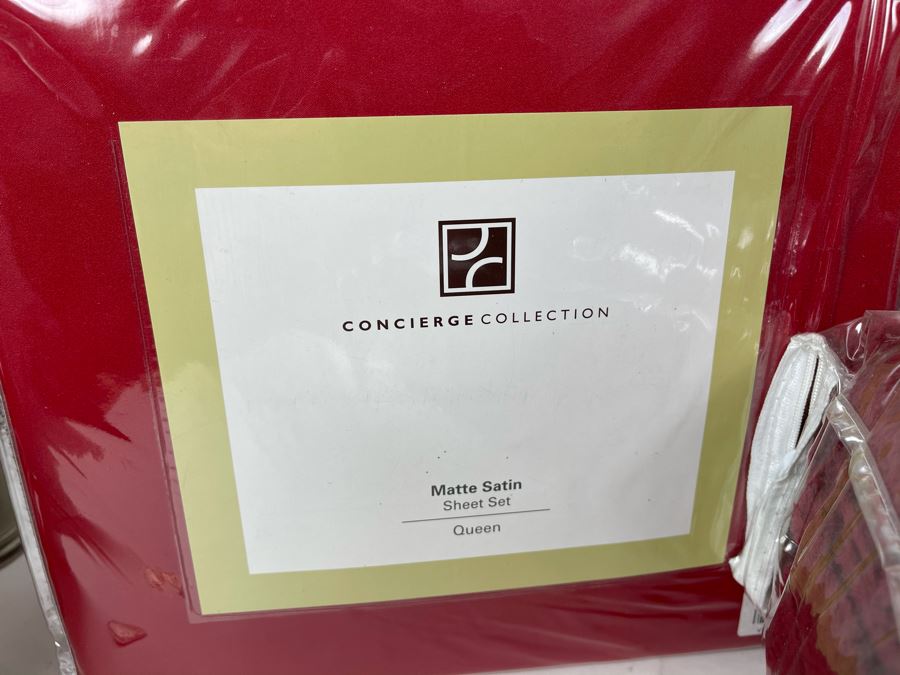 CONCIERGE COLLECTION
Matte Satin
Sheet Set
Queen